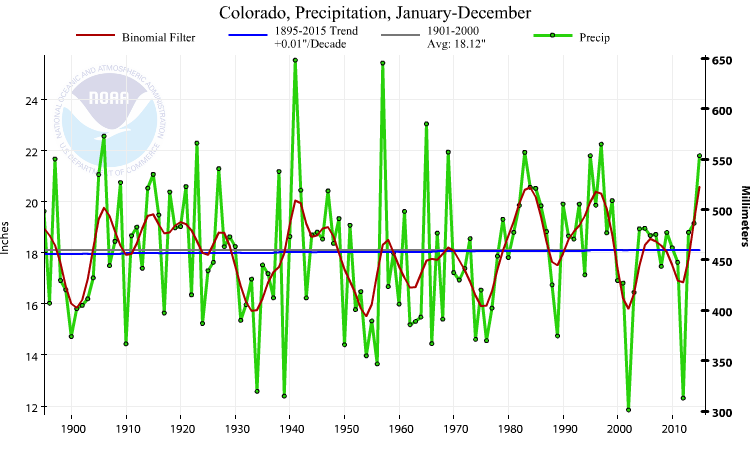 Colorado, Precipitation, January-December
Binomial Filter
1895-2015 Trend
+0.01"/Decade
1901-2000
Avg: 18.12"
Precip
NATIONAL OCEANIC AND ATMOSPHERIC ADMINISTRATION
NOAA
U.S. DEPARTMENT OF COMMERCE
Inches
24
22
20
18
16
14
12
650
600
550
500
450
400
350
300
Millimeters
1900 1910 1920 1930 1940 1950 1960 1970 1980 1990 2000 2010